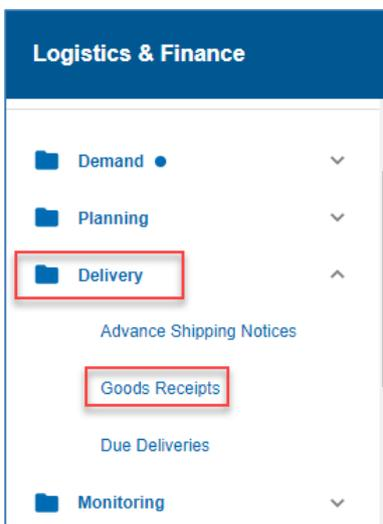 Logistics & Finance
Demand
Planning
Delivery
Advance Shipping Notices
Goods Receipts
Due Deliveries
Monitoring